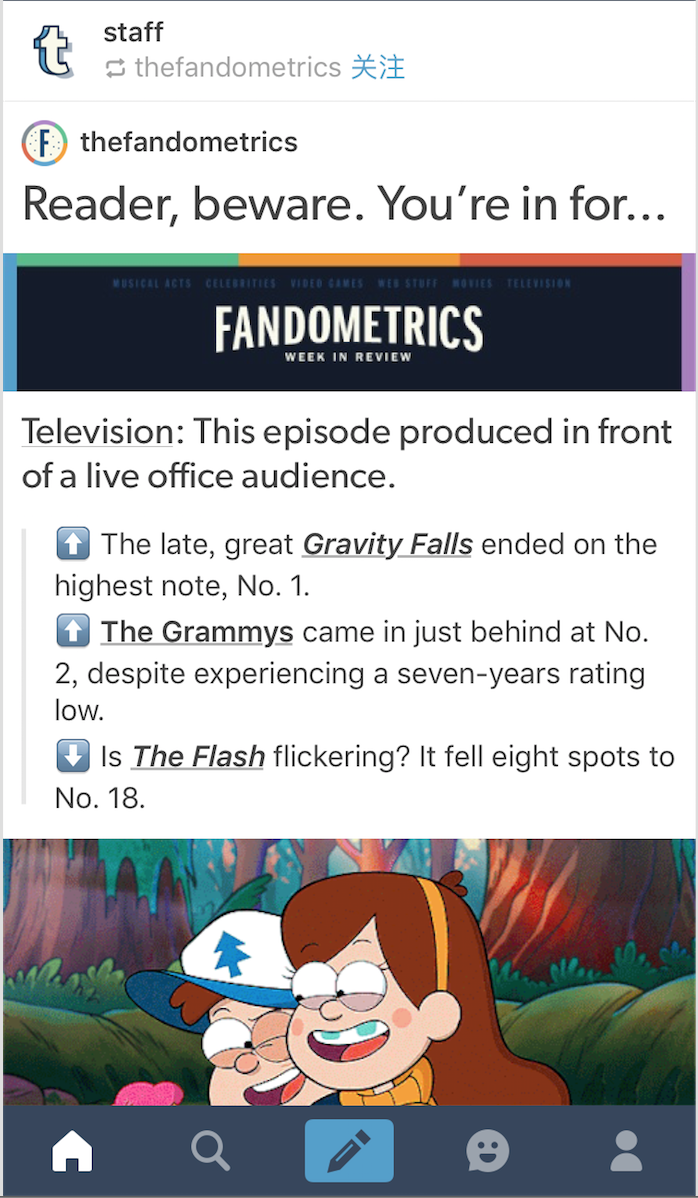 staff
thefandometrics 关注
thefandometrics
Reader, beware. You’re in for...
MUSICAL ACTS CELEBRITIES VIDEO GAMES WEB STUFF MOVIES TELEVISION
FANDOMETRICS
WEEK IN REVIEW
Television: This episode produced in front
of a live office audience.
⬆️ The late, great Gravity Falls ended on the
highest note, No. 1.
⬆️ The Grammys came in just behind at No.
2, despite experiencing a seven-years rating
low.
⬇️ Is The Flash flickering? It fell eight spots to
No. 18.